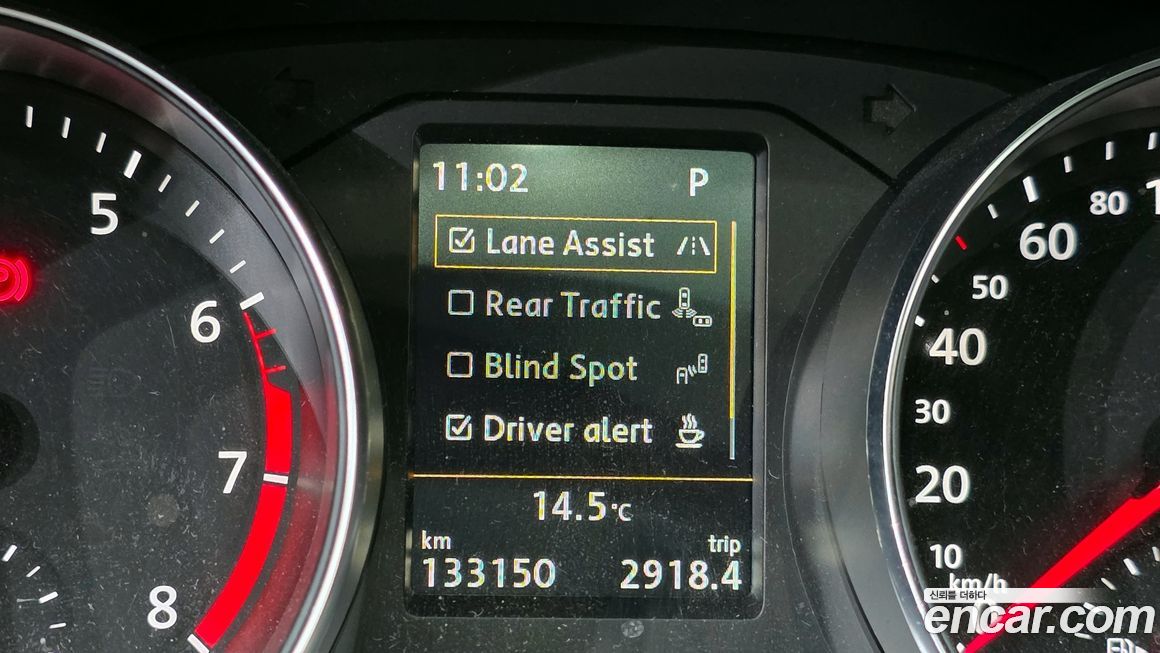 11:02 P
Lane Assist
Rear Traffic
Blind Spot
Driver alert
14.5°C
km trip
133150 2918.4
5
6
7
8
80
60
50
40
30
20
10
km/h
신뢰를 더하다
encar.com